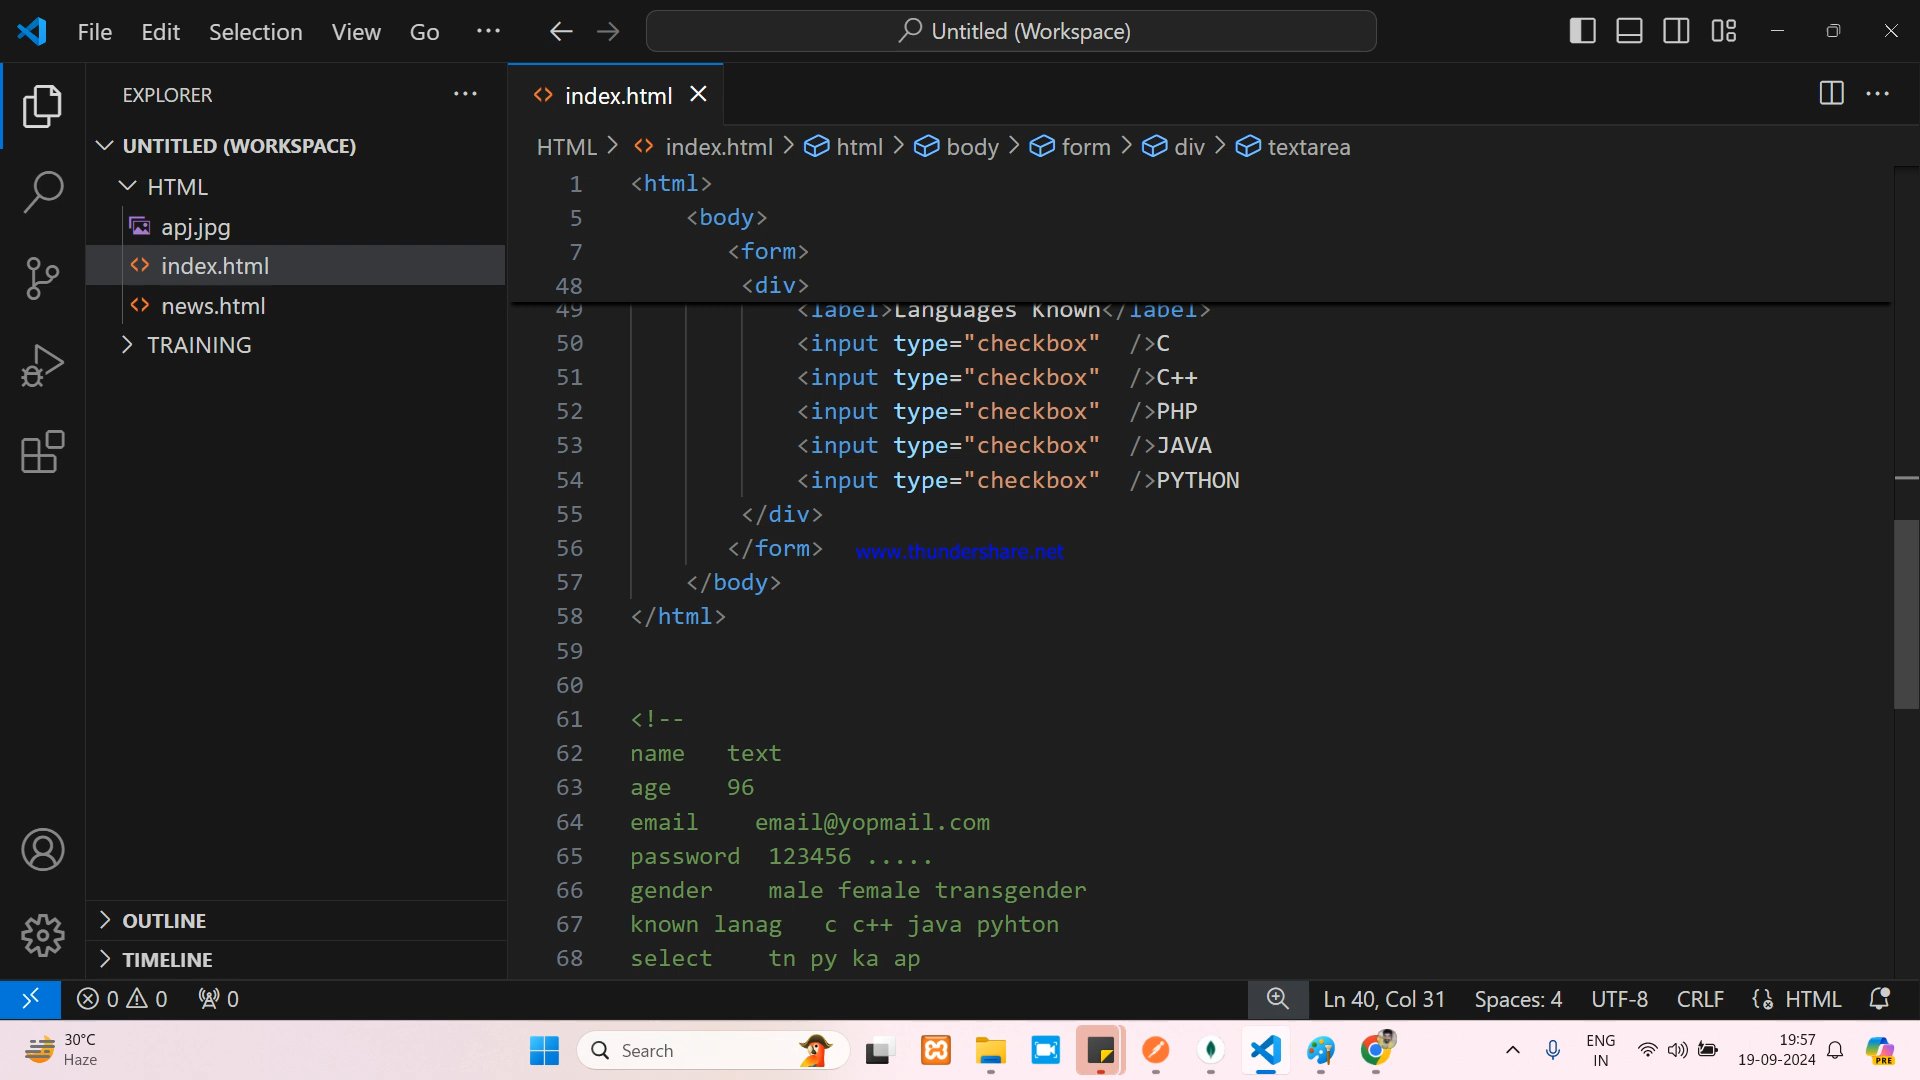 File Edit Selection View Go ... Untitled (Workspace)
EXPLORER ...
UNTITLED (WORKSPACE)
HTML
apj.jpg
index.html
news.html
TRAINING
OUTLINE
TIMELINE
index.html
HTML > index.html > html > body > form > div > textarea
1 <html>
5 <body>
7 <form>
48 <div>
49 <label>Languages Known</label>
50 <input type="checkbox"  />C
51 <input type="checkbox"  />C++
52 <input type="checkbox"  />PHP
53 <input type="checkbox"  />JAVA
54 <input type="checkbox"  />PYTHON
55 </div>
56 </form> www.thundershare.net
57 </body>
58 </html>
59
60
61 <!--
62 name   text
63 age    96
64 email    email@yopmail.com
65 password  123456 .....
66 gender    male female transgender
67 known lanag   c c++ java pyhton
68 select    tn py ka ap
0 0 0 Ln 40, Col 31 Spaces: 4 UTF-8 CRLF HTML
30°C
Haze
Search
ENG
IN
19:57
19-09-2024
PRE